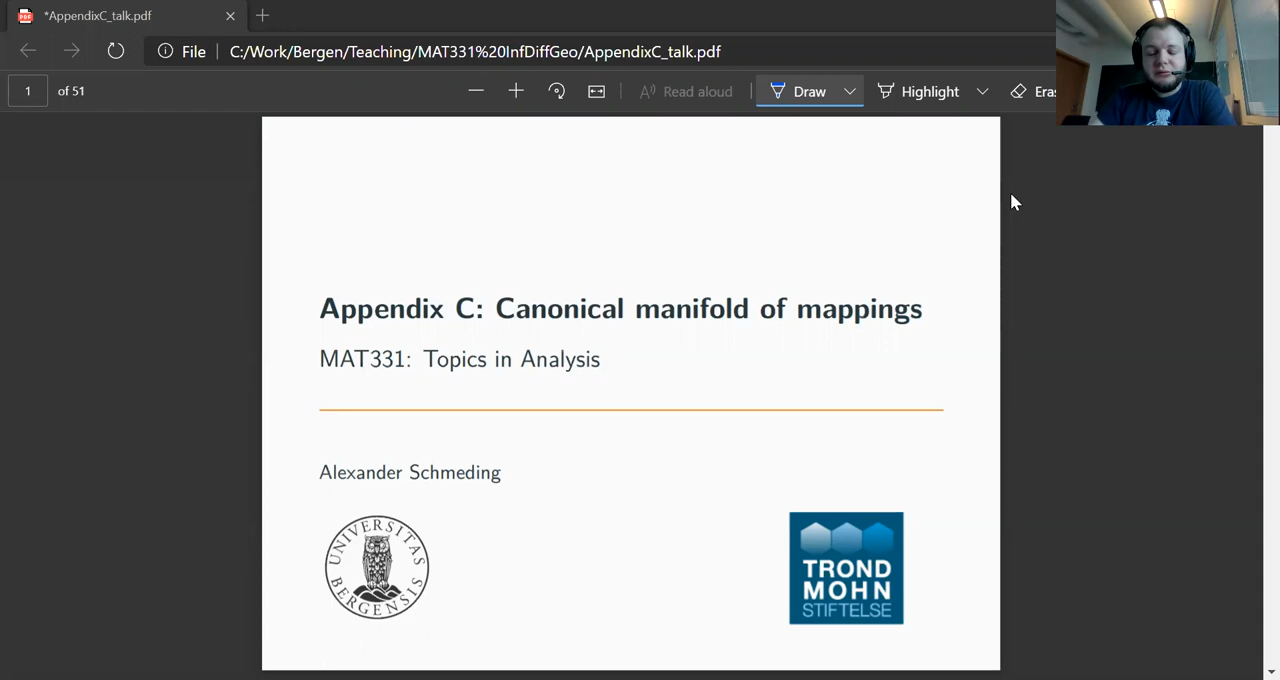 *AppendixC_talk.pdf
File
C:/Work/Bergen/Teaching/MAT331%20InfDiffGeo/AppendixC_talk.pdf
1 of 51
Read aloud
Draw
Highlight
Eras
Appendix C: Canonical manifold of mappings
MAT331: Topics in Analysis
Alexander Schmeding
UNIVERSITAS
BERGENSIS
TROND
MOHN
STIFTELSE